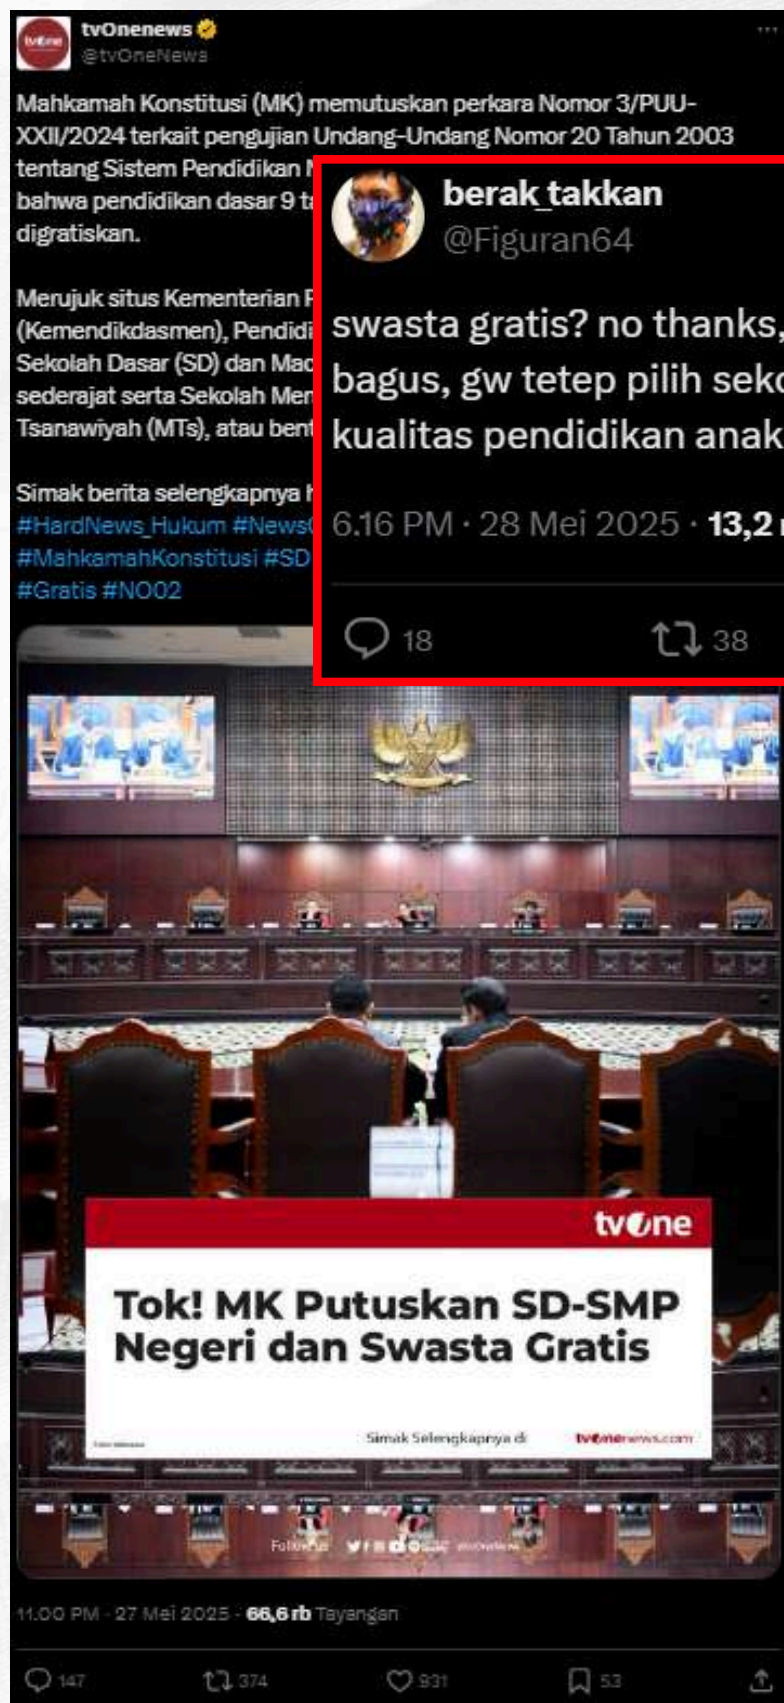 tvOnenews
@tvOneNews
Mahkamah Konstitusi (MK) memutuskan perkara Nomor 3/PUU-
XXII/2024 terkait pengujian Undang-Undang Nomor 20 Tahun 2003
tentang Sistem Pendidikan
bahwa pendidikan dasar 9
digratiskan.
Merujuk situs Kementerian
(Kemendikdasmen),
Sekolah Dasar (SD) dan
sederajat serta Sekolah
Tsanawiyah (MTs), atau
Simak berita selengkapnya
#HardNews_Hukum
#MahkamahKonstitusi #SD
#Gratis #NO02
berak_takkan
@Figuran64
swasta gratis? no thanks,
bagus, gw tetep pilih
kualitas pendidikan anak
6.16 PM · 28 Mei 2025 · 13,2
18 38
tvOne
Tok! MK Putuskan SD-SMP
Negeri dan Swasta Gratis
Simak Selengkapnya di tvonenews.com
11.00 PM · 27 Mei 2025 · 66,6 rb Tayangan
147 374 931 53